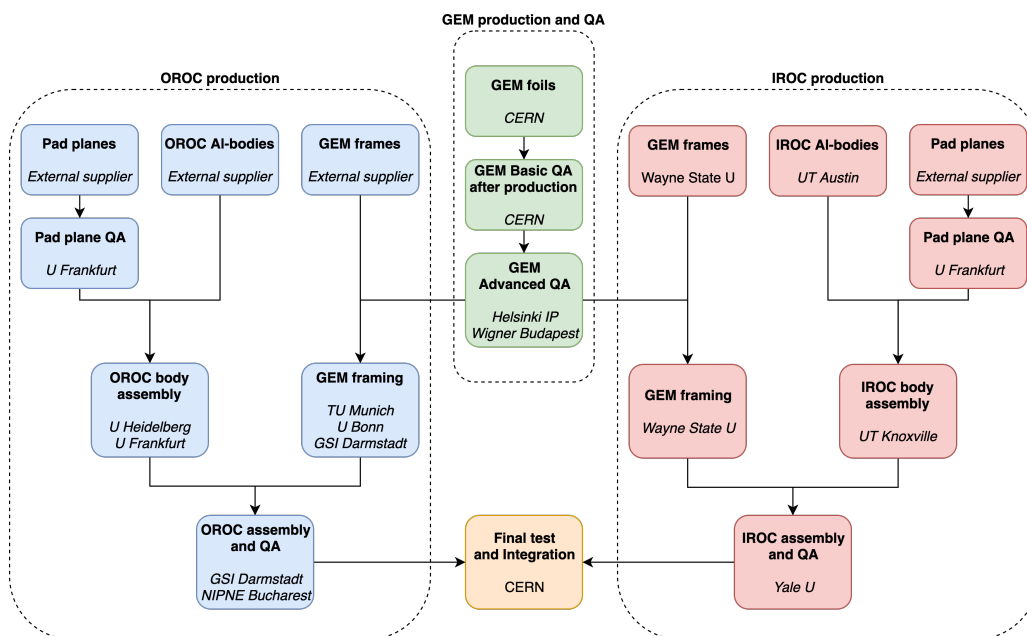 GEM production and QA
GEM foils
CERN
GEM Basic QA
after production
CERN
GEM
Advanced QA
Helsinki IP
Wigner Budapest
OROC production
Pad planes
External supplier
OROC Al-bodies
External supplier
GEM frames
External supplier
Pad plane QA
U Frankfurt
OROC body
assembly
U Heidelberg
U Frankfurt
GEM framing
TU Munich
U Bonn
GSI Darmstadt
OROC assembly
and QA
GSI Darmstadt
NIPNE Bucharest
IROC production
GEM frames
Wayne State U
IROC Al-bodies
UT Austin
Pad planes
External supplier
Pad plane QA
U Frankfurt
GEM framing
Wayne State U
IROC body
assembly
UT Knoxville
IROC assembly
and QA
Yale U
Final test
and Integration
CERN